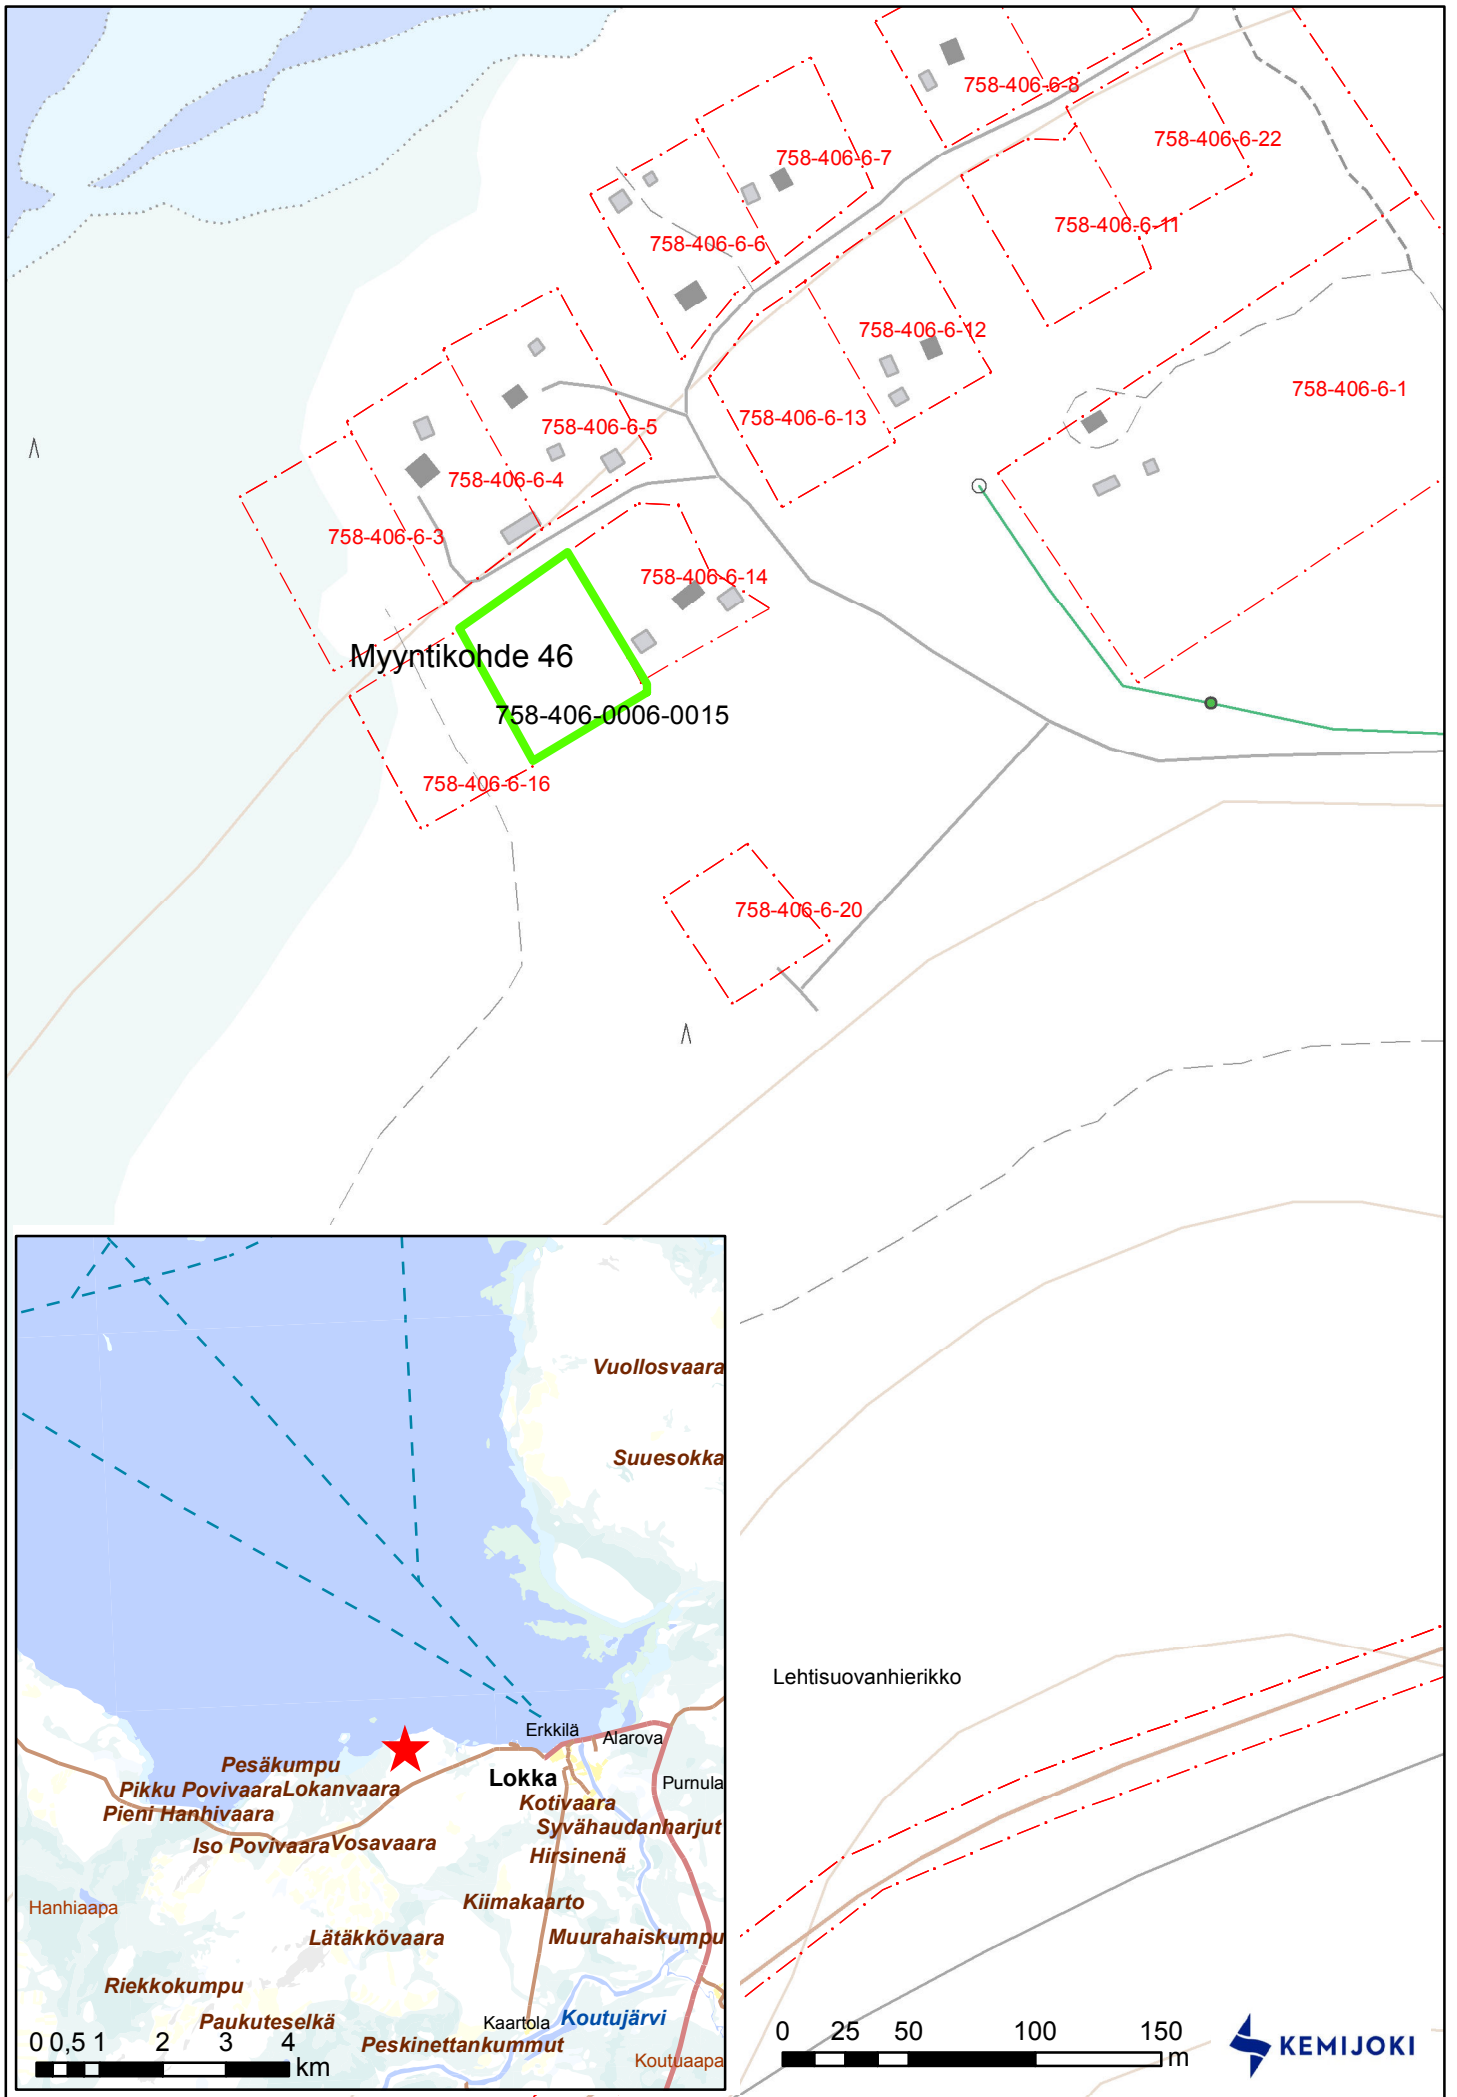 758-406-6-8
758-406-6-22
758-406-6-7
758-406-6-11
758-406-6-6
758-406-6-12
758-406-6-1
758-406-6-13
758-406-6-5
758-406-6-4
758-406-6-3
758-406-6-14
Myyntikohde 46
758-406-0006-0015
758-406-6-16
758-406-6-20
Lehtisuovanhierikko
Vuollosvaara
Suuesokka
Erkkilä
Alarova
Pesäkumpu
Lokka
Purnula
Pikku Povivaara
Lokanvaara
Kotivaara
Pieni Hanhivaara
Syvähaudanharjut
Iso Povivaara
Vosavaara
Hirsinenä
Kiimakaarto
Hanhiaapa
Lätäkkövaara
Muurahaiskumpu
Riekkokumpu
Paukuteselkä
Kaartola
Koutujärvi
Peskinettankummut
Koutuaapa
0 0,5 1 2 3 4
km
0 25 50 100 150
m
KEMIJOKI